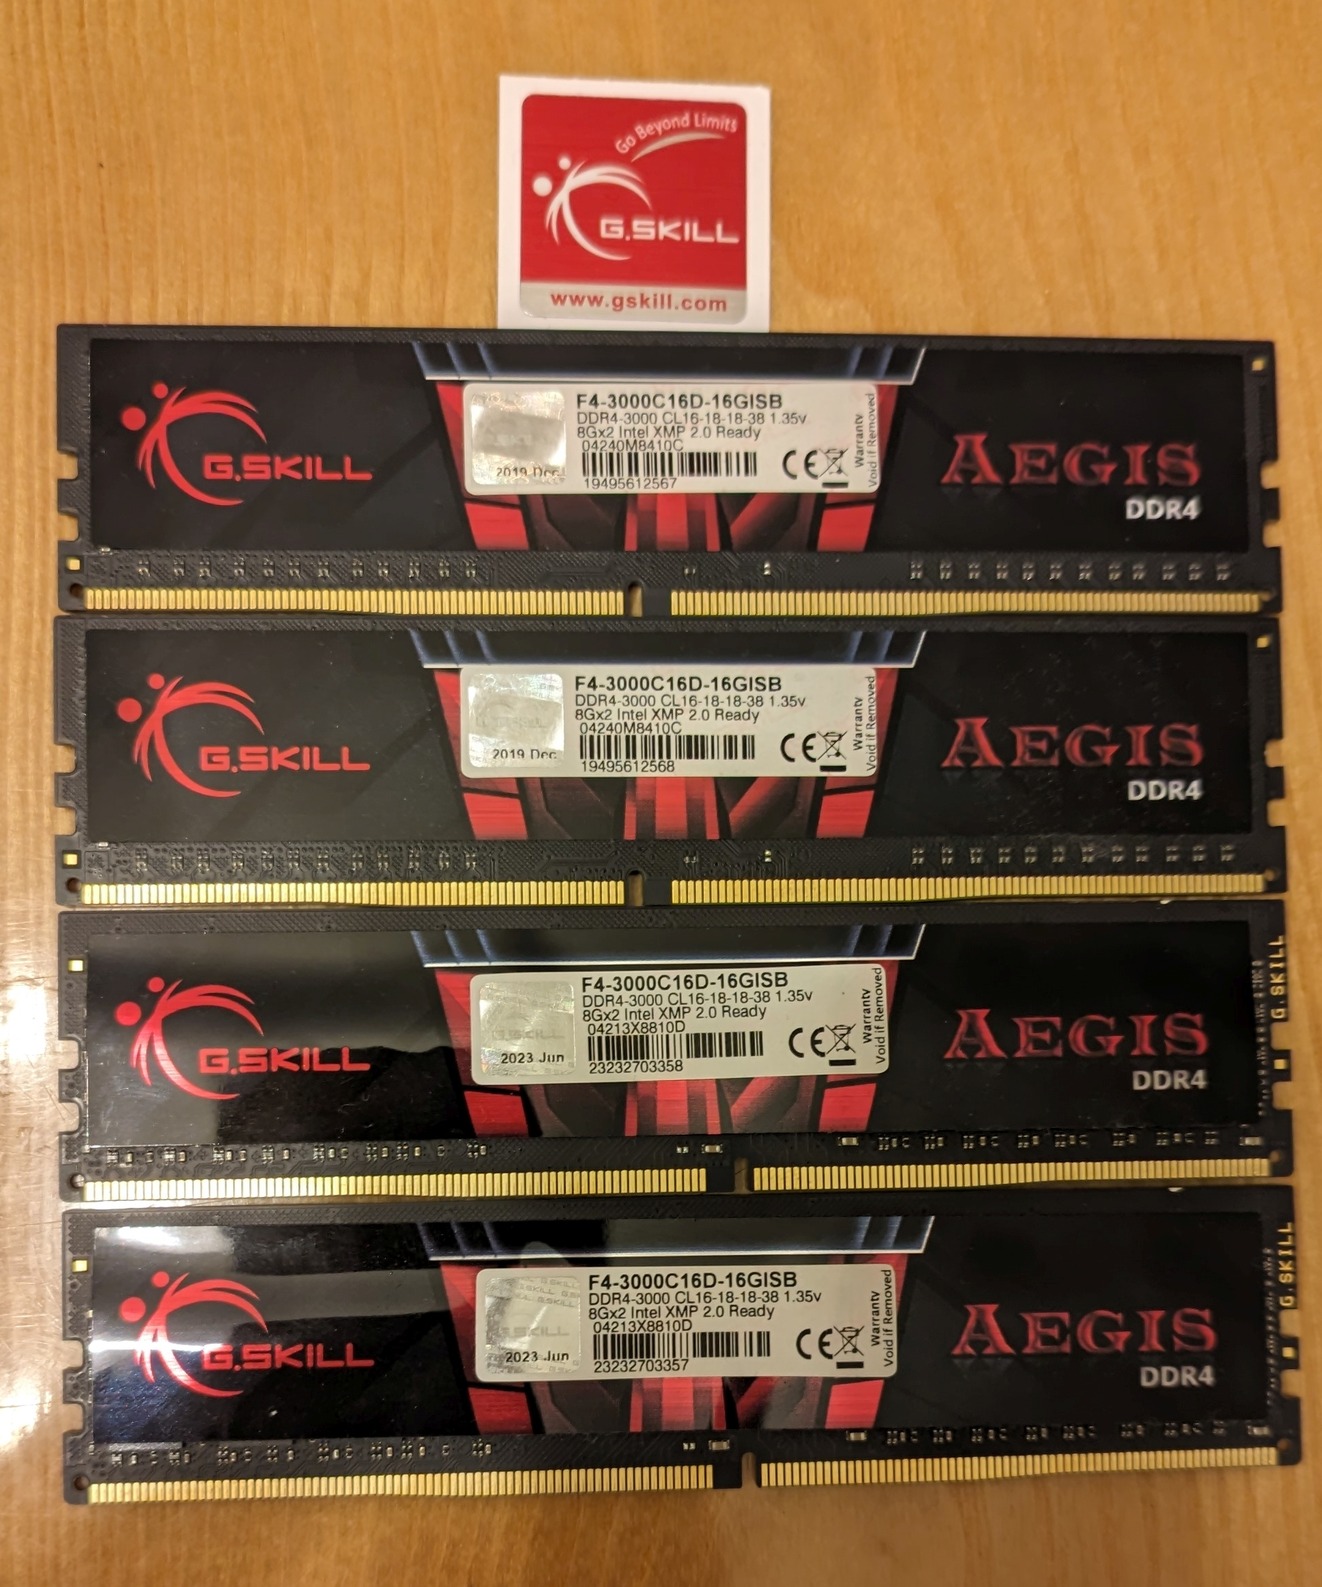 Go Beyond Limits
G.SKILL
www.gskill.com
G.SKILL
2019 Dec
F4-3000C16D-16GISB
DDR4-3000 CL16-18-18-38 1.35v
8Gx2 Intel XMP 2.0 Ready
04240M8410C
19495612567
CE
Warranty
Void if Removed
AEGIS
DDR4
G.SKILL
2019 Dec
F4-3000C16D-16GISB
DDR4-3000 CL16-18-18-38 1.35v
8Gx2 Intel XMP 2.0 Ready
04240M8410C
19495612568
CE
Warranty
Void if Removed
AEGIS
DDR4
G.SKILL
G.SKILL
2023 Jun
F4-3000C16D-16GISB
DDR4-3000 CL16-18-18-38 1.35v
8Gx2 Intel XMP 2.0 Ready
04213X8810D
23232703358
CE
Warranty
Void if Removed
AEGIS
DDR4
G.SKILL
G.SKILL
G.SKILL
2023 Jun
F4-3000C16D-16GISB
DDR4-3000 CL16-18-18-38 1.35v
8Gx2 Intel XMP 2.0 Ready
04213X8810D
23232703357
CE
Warranty
Void if Removed
AEGIS
DDR4
G.SKILL